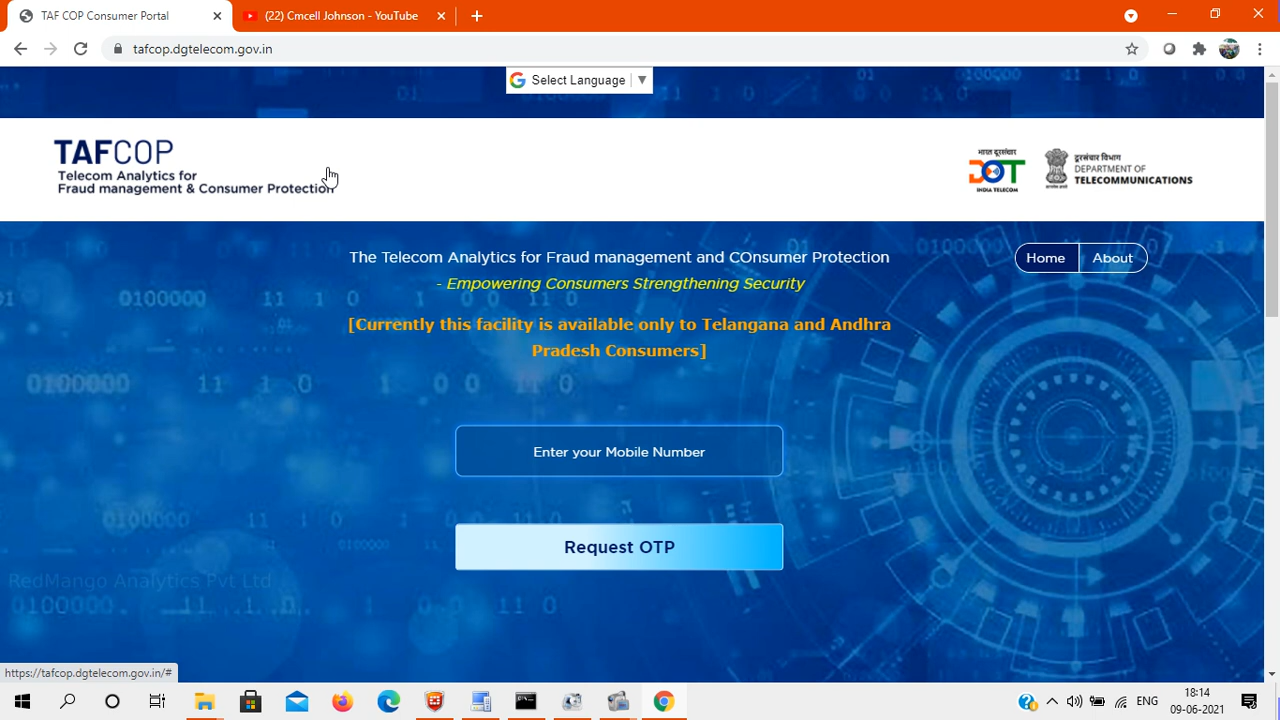 TAF COP Consumer Portal
(22) Cmcell Johnson - YouTube
tafcop.dgtelecom.gov.in
Select Language
TAFCOP
Telecom Analytics for
Fraud management & Consumer Protection
भारत दूरसंचार
DOT
INDIA TELECOM
दूरसंचार विभाग
DEPARTMENT OF
TELECOMMUNICATIONS
The Telecom Analytics for Fraud management and COnsumer Protection
- Empowering Consumers Strengthening Security
Home
About
[Currently this facility is available only to Telangana and Andhra
Pradesh Consumers]
Enter your Mobile Number
Request OTP
RedMango Analytics Pvt Ltd
https://tafcop.dgtelecom.gov.in/#
ENG
18:14
09-06-2021